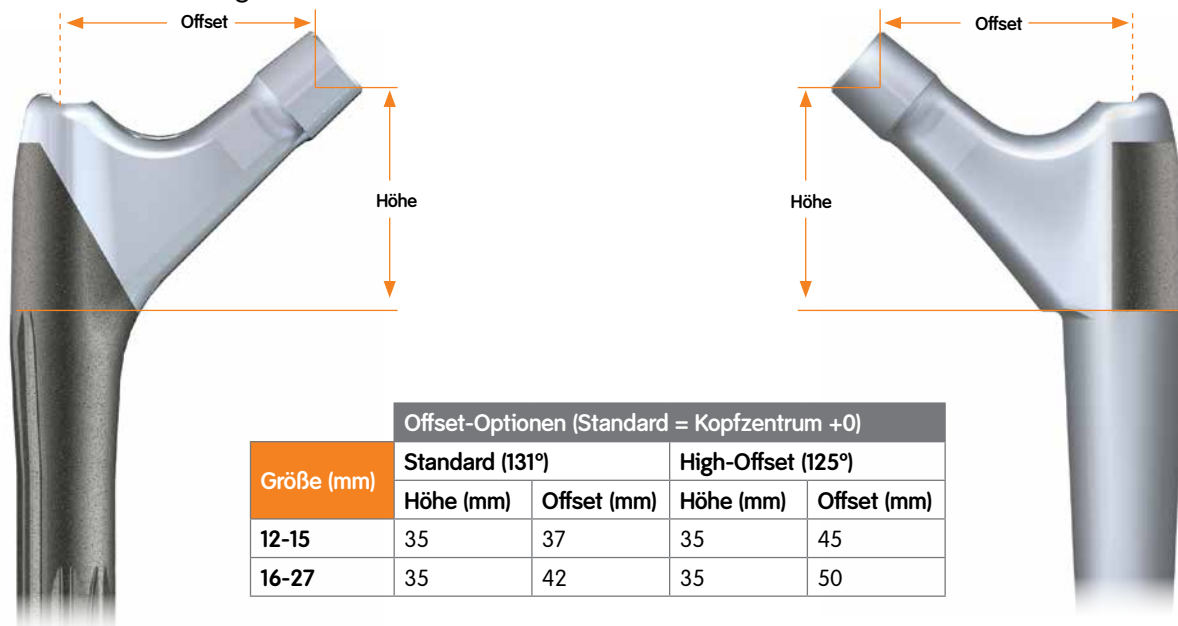 Offset
Offset
Höhe
Höhe
Offset-Optionen (Standard = Kopfzentrum +0)
Größe (mm)
Standard (131°)
High-Offset (125°)
Höhe (mm)
Offset (mm)
Höhe (mm)
Offset (mm)
12-15
35
37
35
45
16-27
35
42
35
50